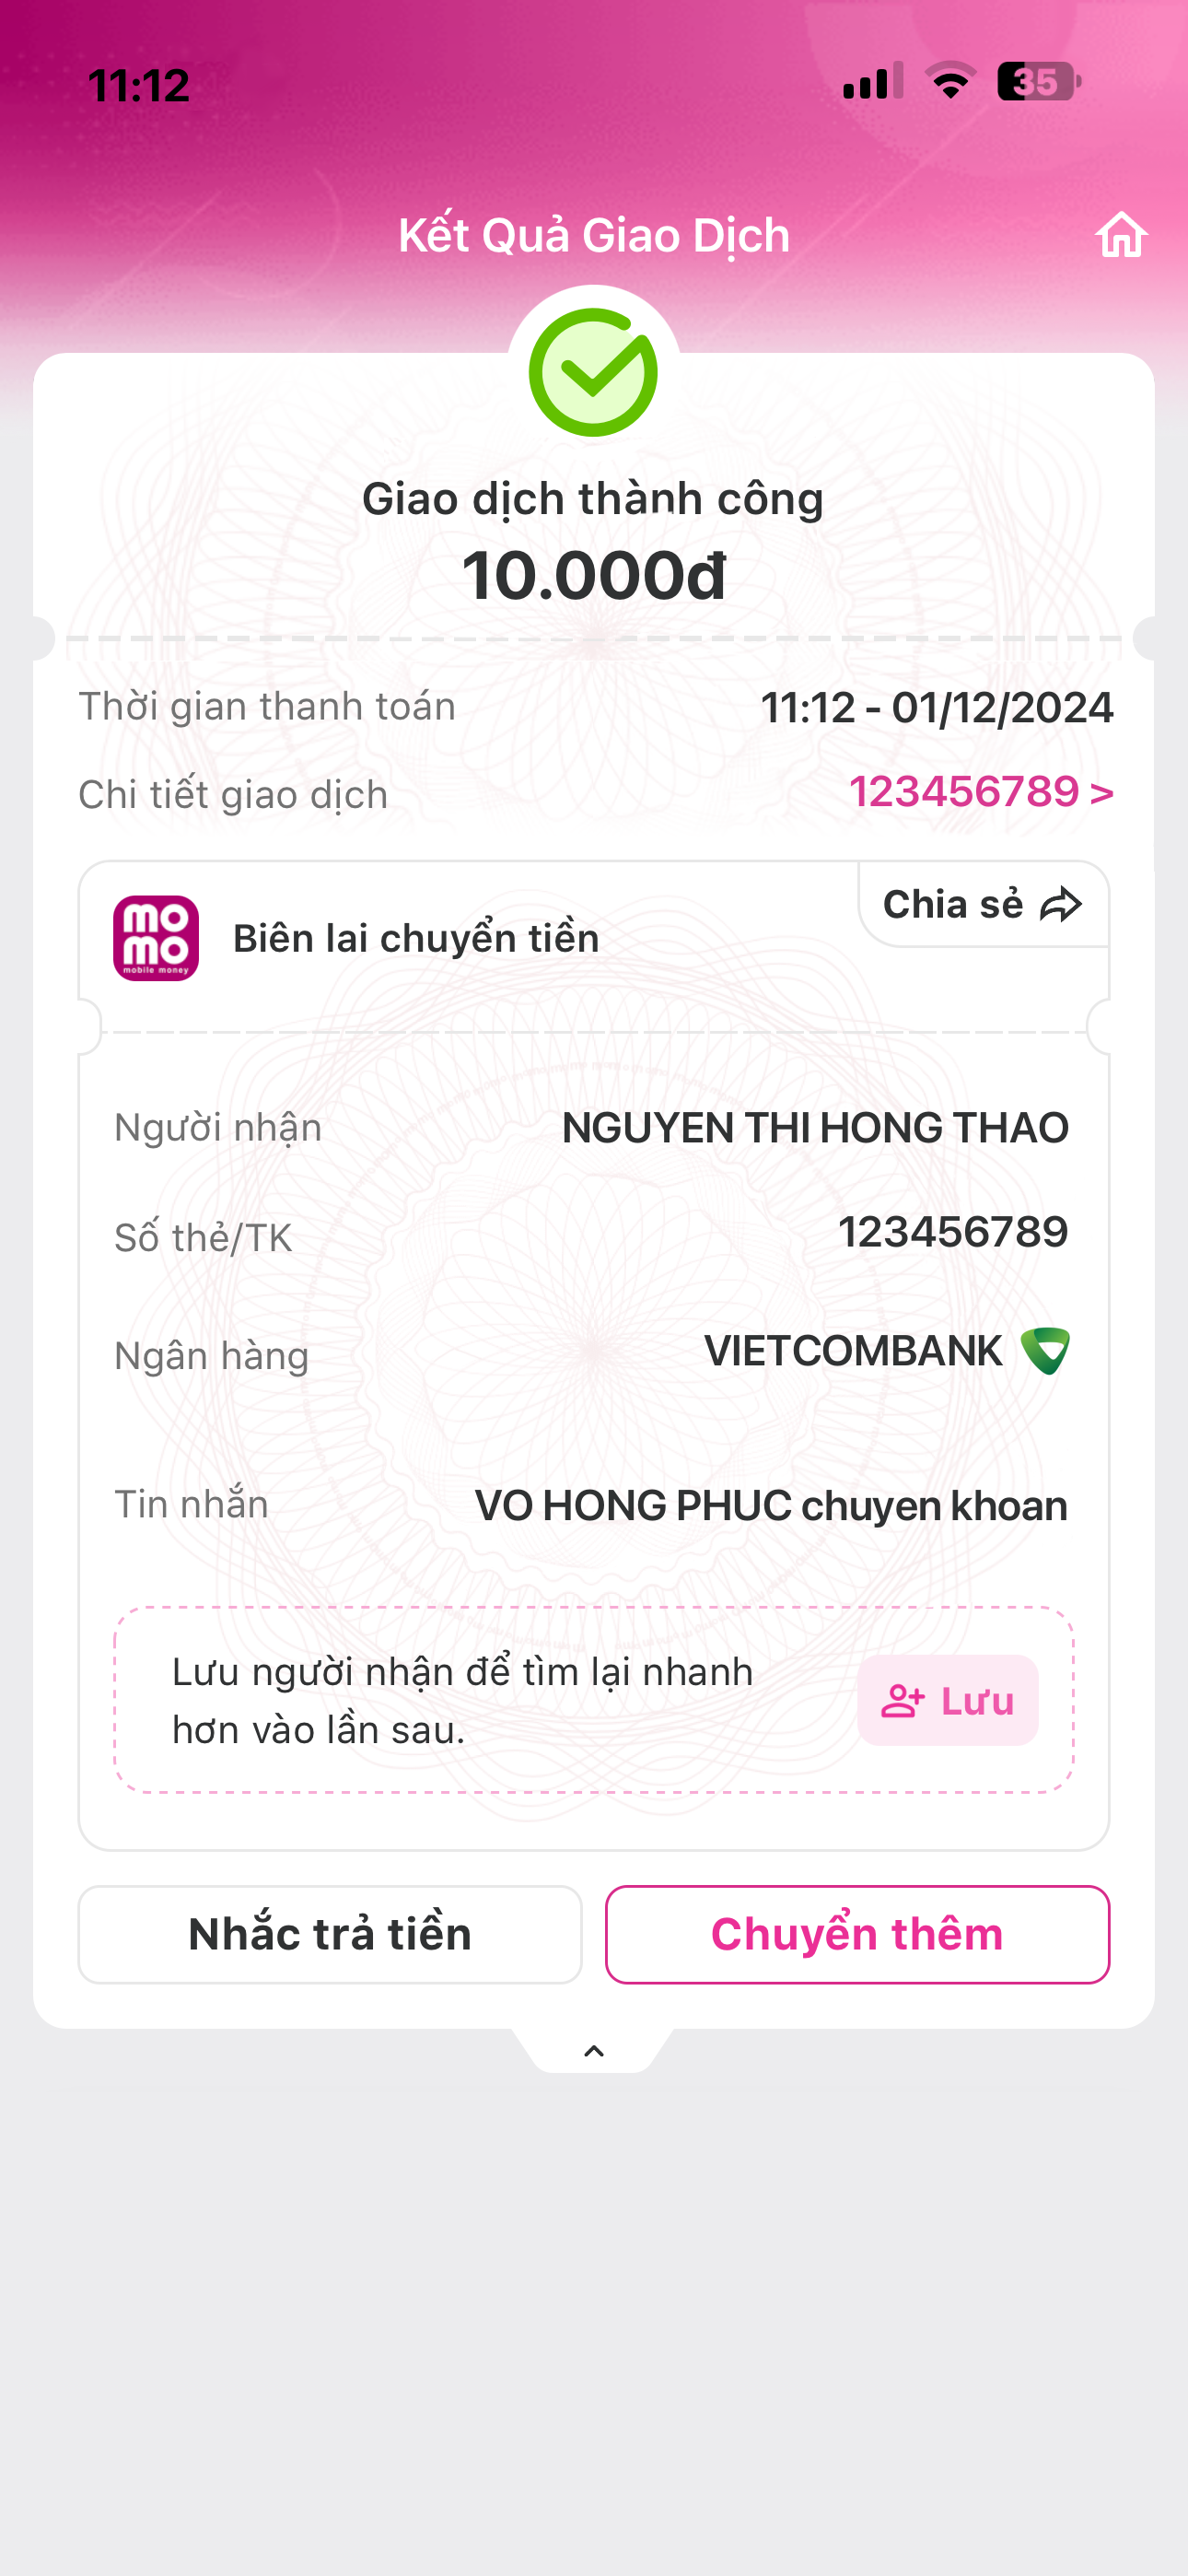 11:12
35
Kết Quả Giao Dịch
Giao dịch thành công
10.000đ
Thời gian thanh toán 11:12 - 01/12/2024
Chi tiết giao dịch 123456789 >
Chia sẻ
mo
mo
mobile money
Biên lai chuyển tiền
Người nhận NGUYEN THI HONG THAO
Số thẻ/TK 123456789
Ngân hàng VIETCOMBANK
Tin nhắn VO HONG PHUC chuyen khoan
Lưu người nhận để tìm lại nhanh
hơn vào lần sau.
Lưu
Nhắc trả tiền Chuyển thêm